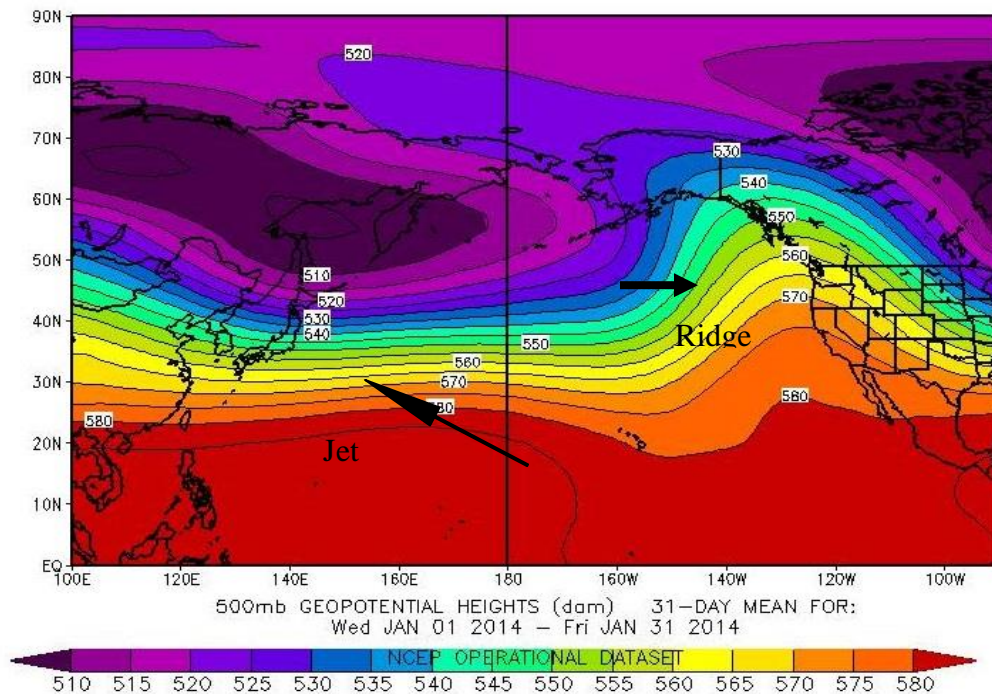 90N
80N
520
70N
530
60N
540
550
50N
510
560
520
570
40N
530
540
Ridge
550
560
30N
570
580
580
580
20N
Jet
10N
EQ
100E 120E 140E 160E 180 160W 140W 120W 100W
500mb GEOPOTENTIAL HEIGHTS (dam) 31-DAY MEAN FOR:
Wed JAN 01 2014 – Fri JAN 31 2014
NCEP OPERATIONAL DATASET
510 515 520 525 530 535 540 545 550 555 560 565 570 575 580